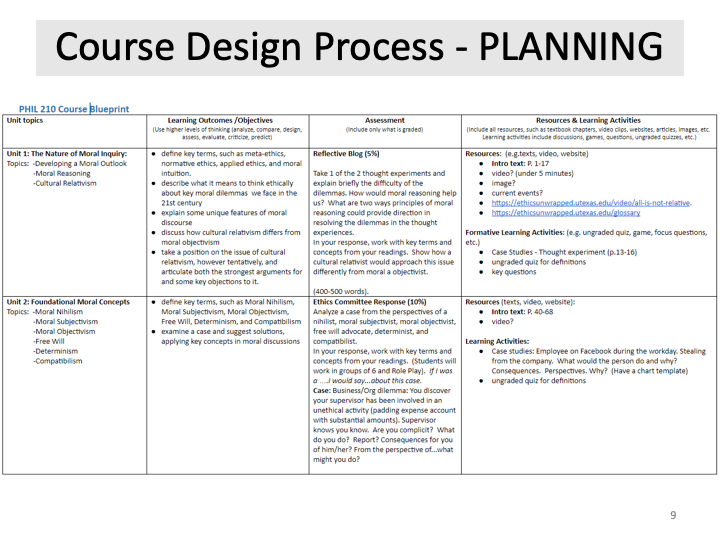 Course Design Process - PLANNING
PHIL 210 Course Blueprint
Unit topics
Learning Outcomes /Objectives
(Use higher levels of thinking (analyze, compare, design,
assess, evaluate, criticize, predict)
Assessment
(Include only what is graded)
Resources & Learning Activities
(Include all resources, such as textbook chapters, video clips, websites, articles, images, etc.
Learning activities include discussions, games, questions, ungraded quizzes, etc.)
Unit 1: The Nature of Moral Inquiry:
Topics: -Developing a Moral Outlook
-Moral Reasoning
-Cultural Relativism
● define key terms, such as meta-ethics,
normative ethics, applied ethics, and moral
intuition.
● describe what it means to think ethically
about key moral dilemmas we face in the
21st century
● explain some unique features of moral
discourse
● discuss how cultural relativism differs from
moral objectivism
● take a position on the issue of cultural
relativism, however tentatively, and
articulate both the strongest arguments for
and some key objections to it.
Reflective Blog (5%)
Take 1 of the 2 thought experiments and
explain briefly the difficulty of the
dilemmas. How would moral reasoning help
us? What are two ways principles of moral
reasoning could provide direction in
resolving the dilemmas in the thought
experiences.
In your response, work with key terms and
concepts from your readings. Show how a
cultural relativist would approach this issue
differently from moral a objectivist.
(400-500 words).
Resources: (e.g.texts, video, website)
● Intro text: P. 1-17
● video? (under 5 minutes)
● image?
● current events?
● https://ethicsunwrapped.utexas.edu/video/all-is-not-relative.
● https://ethicsunwrapped.utexas.edu/glossary
Formative Learning Activities: (e.g. ungraded quiz, game, focus questions,
etc.)
● Case Studies - Thought experiment (p.13-16)
● ungraded quiz for definitions
● key questions
Unit 2: Foundational Moral Concepts
Topics: -Moral Nihilism
-Moral Subjectivism
-Moral Objectivism
-Free Will
-Determinism
-Compatibilism
● define key terms, such as Moral Nihilism,
Moral Subjectivism, Moral Objectivism,
Free Will, Determinism, and Compatibilism
● examine a case and suggest solutions,
applying key concepts in moral discussions
Ethics Committee Response (10%)
Analyze a case from the perspectives of a
nihilist, moral subjectivist, moral objectivist,
free will advocate, determinist, and
compatibilist.
In your response, work with key terms and
concepts from your readings. (Students will
work in groups of 6 and Role Play). If I was
a ....I would say...about this case.
Case: Business/Org dilemma: You discover
your supervisor has been involved in an
unethical activity (padding expense account
with substantial amounts). Supervisor
knows you know. Are you complicit? What
do you do? Report? Consequences for you
of him/her? From the perspective of...what
might you do?
Resources (texts, video, website):
● Intro text: P. 40-68
● video?
Learning Activities:
● Case studies: Employee on Facebook during the workday. Stealing
from the company. What would the person do and why?
Consequences. Perspectives. Why? (Have a chart template)
● ungraded quiz for definitions
9